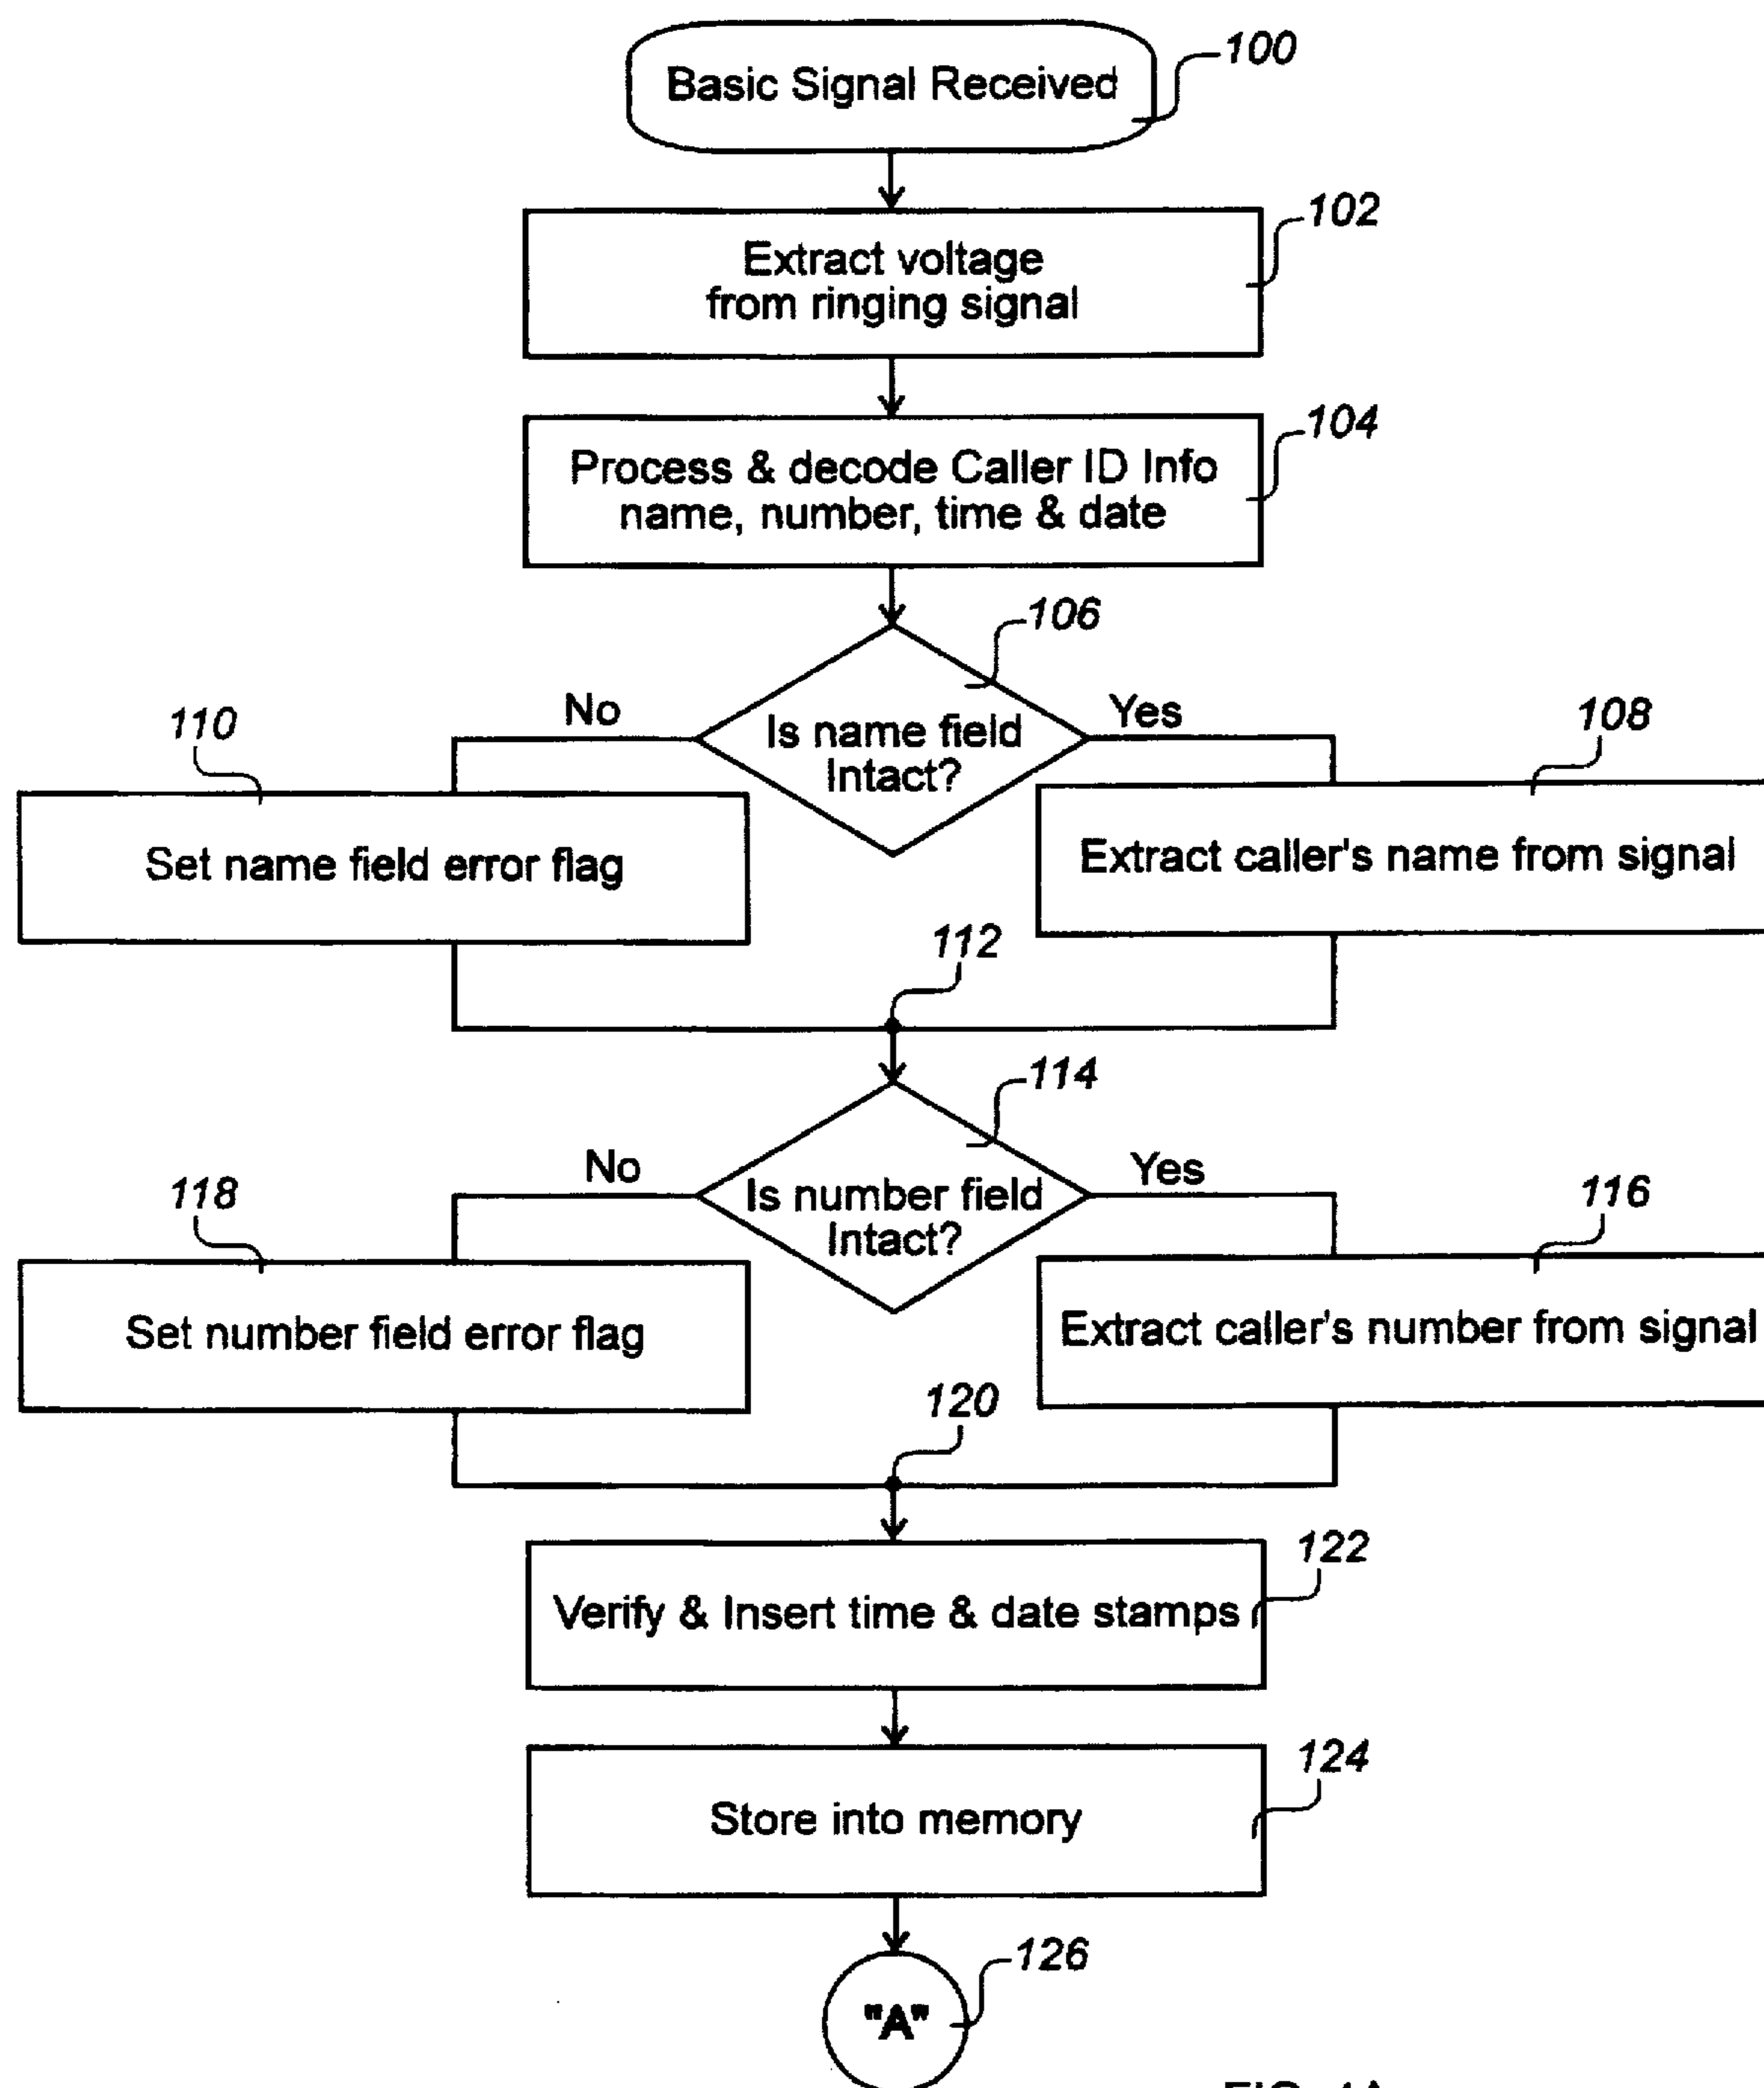 Basic Signal Received
100
Extract voltage
from ringing signal
102
Process & decode Caller ID Info
name, number, time & date
104
106
Is name field
Intact?
No
Yes
110
108
Set name field error flag
Extract caller's name from signal
112
114
Is number field
Intact?
No
Yes
118
116
Set number field error flag
Extract caller's number from signal
120
122
Verify & Insert time & date stamps
124
Store into memory
126
"A"